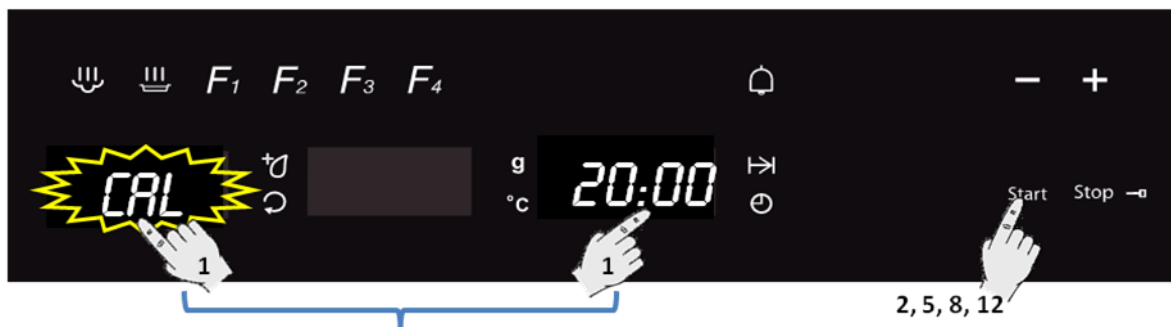 F1 F2 F3 F4 − +
CAL g °C 20:00
Start Stop
1 1
2, 5, 8, 12